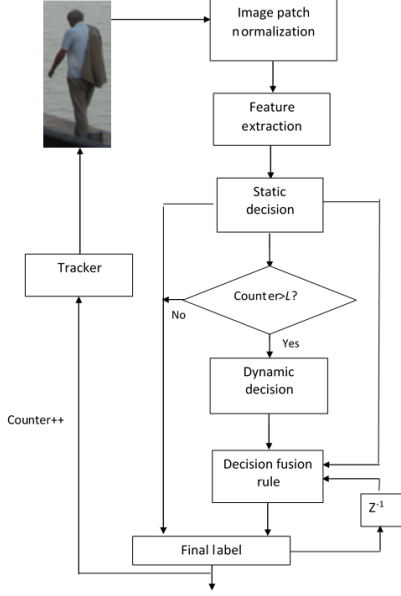 Image patch
normalization
Feature
extraction
Static
decision
Tracker
Counter>L?
No
Yes
Dynamic
decision
Counter++
Decision fusion
rule
Z-1
Final label